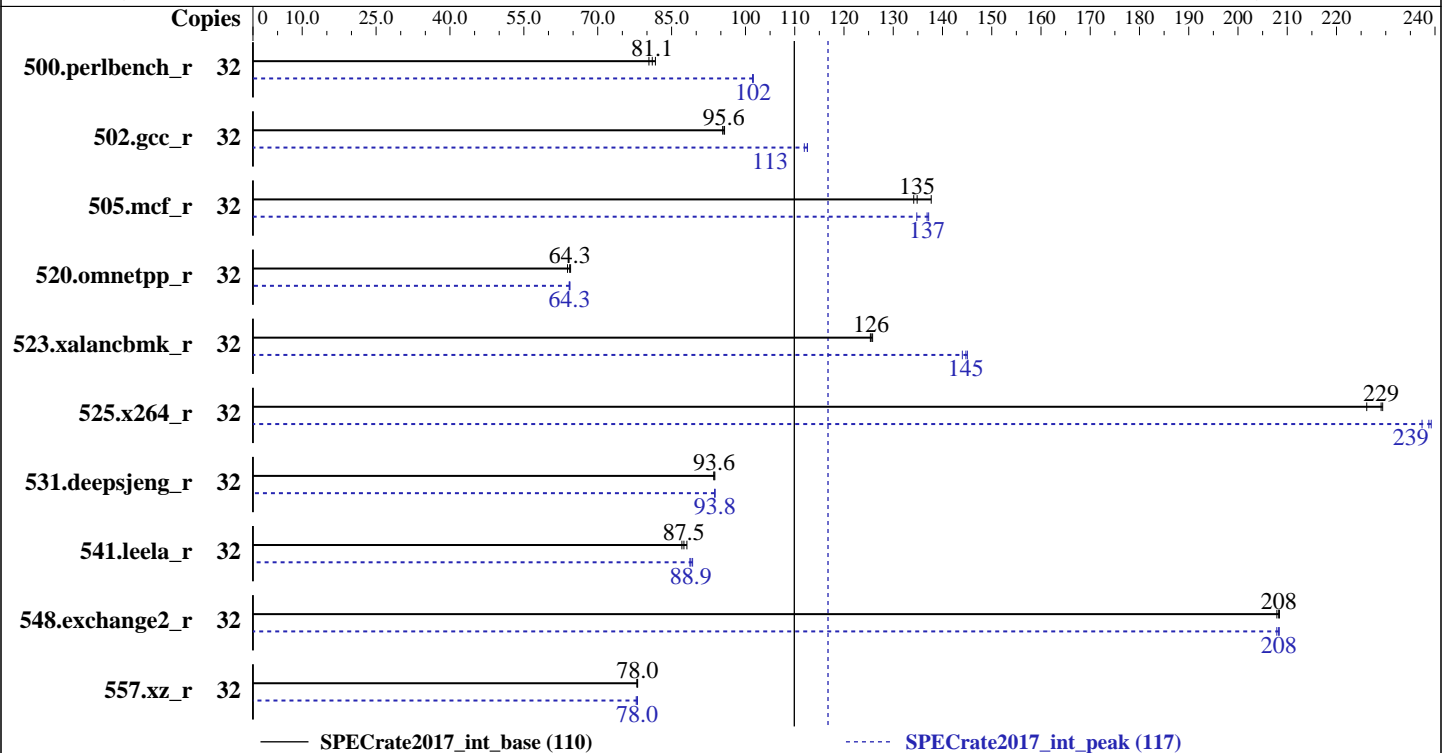 Copies 0 10.0 25.0 40.0 55.0 70.0 85.0 100 110 120 130 140 150 160 170 180 190 200 210 220 240
500.perlbench_r 32 81.1
102
502.gcc_r 32 95.6
113
505.mcf_r 32 135
137
520.omnetpp_r 32 64.3
64.3
523.xalancbmk_r 32 126
145
525.x264_r 32 229
239
531.deepsjeng_r 32 93.6
93.8
541.leela_r 32 87.5
88.9
548.exchange2_r 32 208
208
557.xz_r 32 78.0
78.0
SPECrate2017_int_base (110) SPECrate2017_int_peak (117)